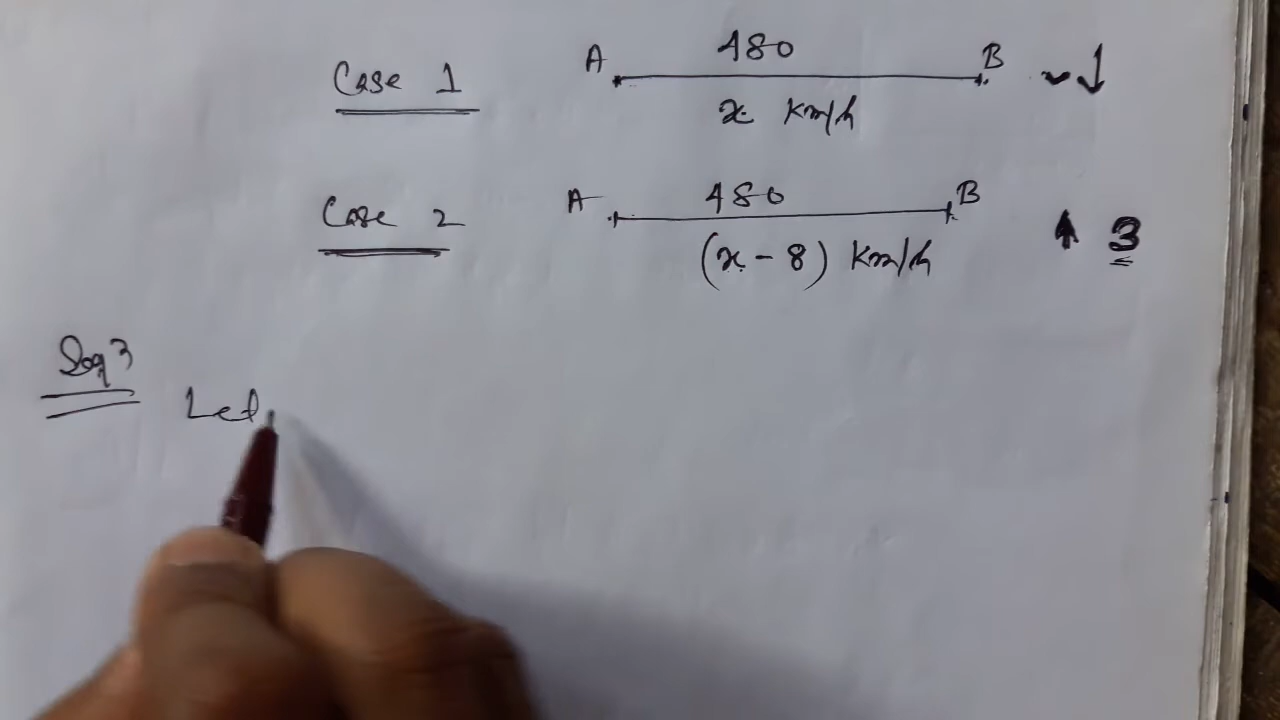 Case 1 A 480 B
x km/h
Case 2 A 480 B
(x - 8) km/h 3
Sol⁠n
Let